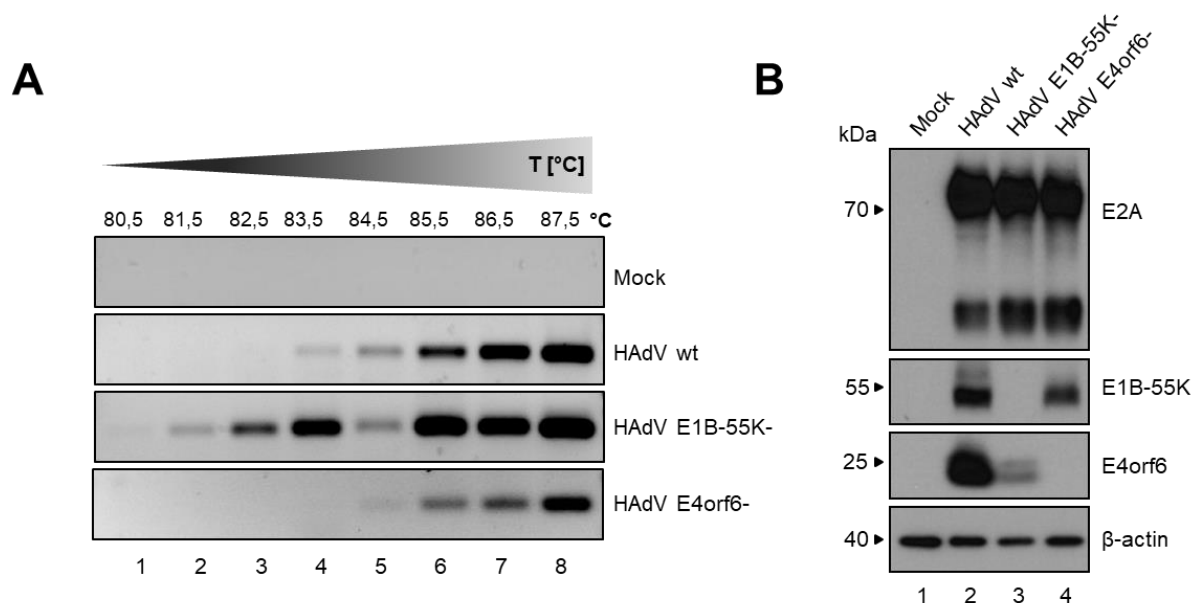 A
T [°C]
80,5 81,5 82,5 83,5 84,5 85,5 86,5 87,5 °C
Mock
HAdV wt
HAdV E1B-55K-
HAdV E4orf6-
1 2 3 4 5 6 7 8
B
Mock
HAdV wt
HAdV E1B-55K-
HAdV E4orf6-
kDa
70 E2A
55 E1B-55K
25 E4orf6
40 β-actin
1 2 3 4